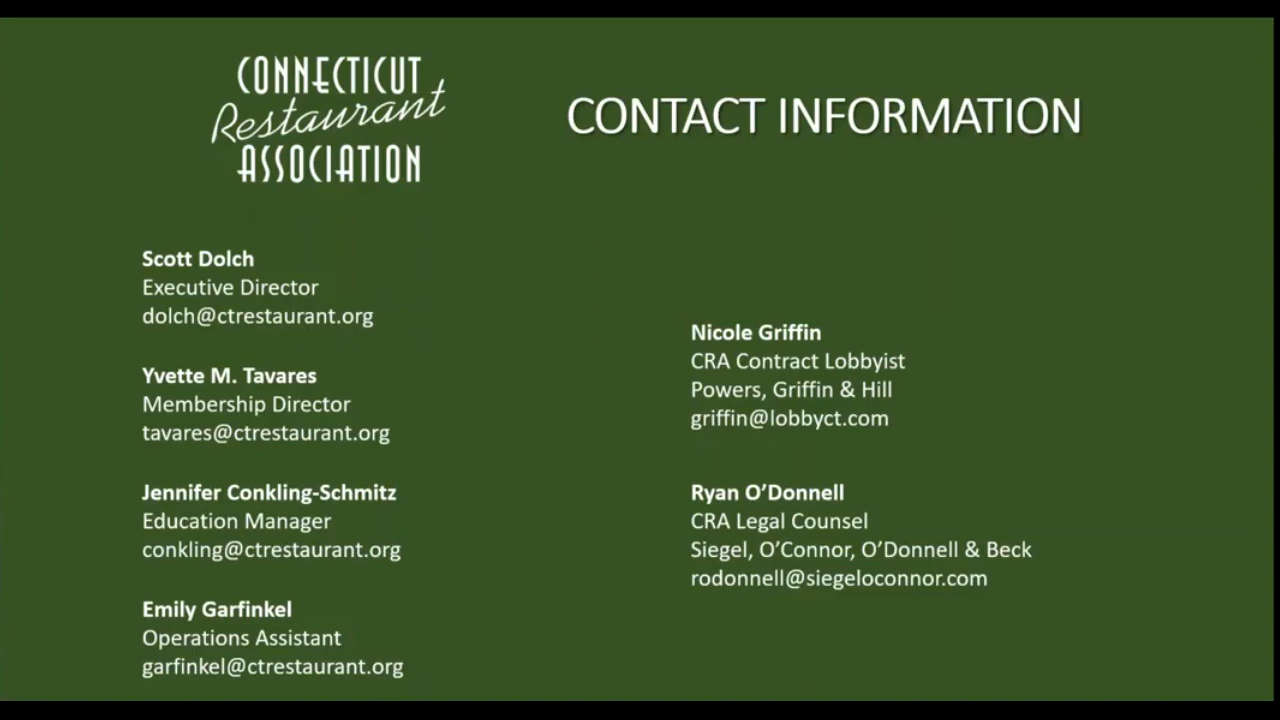 CONNECTICUT
Restaurant
ASSOCIATION
CONTACT INFORMATION
Scott Dolch
Executive Director
dolch@ctrestaurant.org
Yvette M. Tavares
Membership Director
tavares@ctrestaurant.org
Jennifer Conkling-Schmitz
Education Manager
conkling@ctrestaurant.org
Emily Garfinkel
Operations Assistant
garfinkel@ctrestaurant.org
Nicole Griffin
CRA Contract Lobbyist
Powers, Griffin & Hill
griffin@lobbyct.com
Ryan O’Donnell
CRA Legal Counsel
Siegel, O’Connor, O’Donnell & Beck
rodonnell@siegeloconnor.com